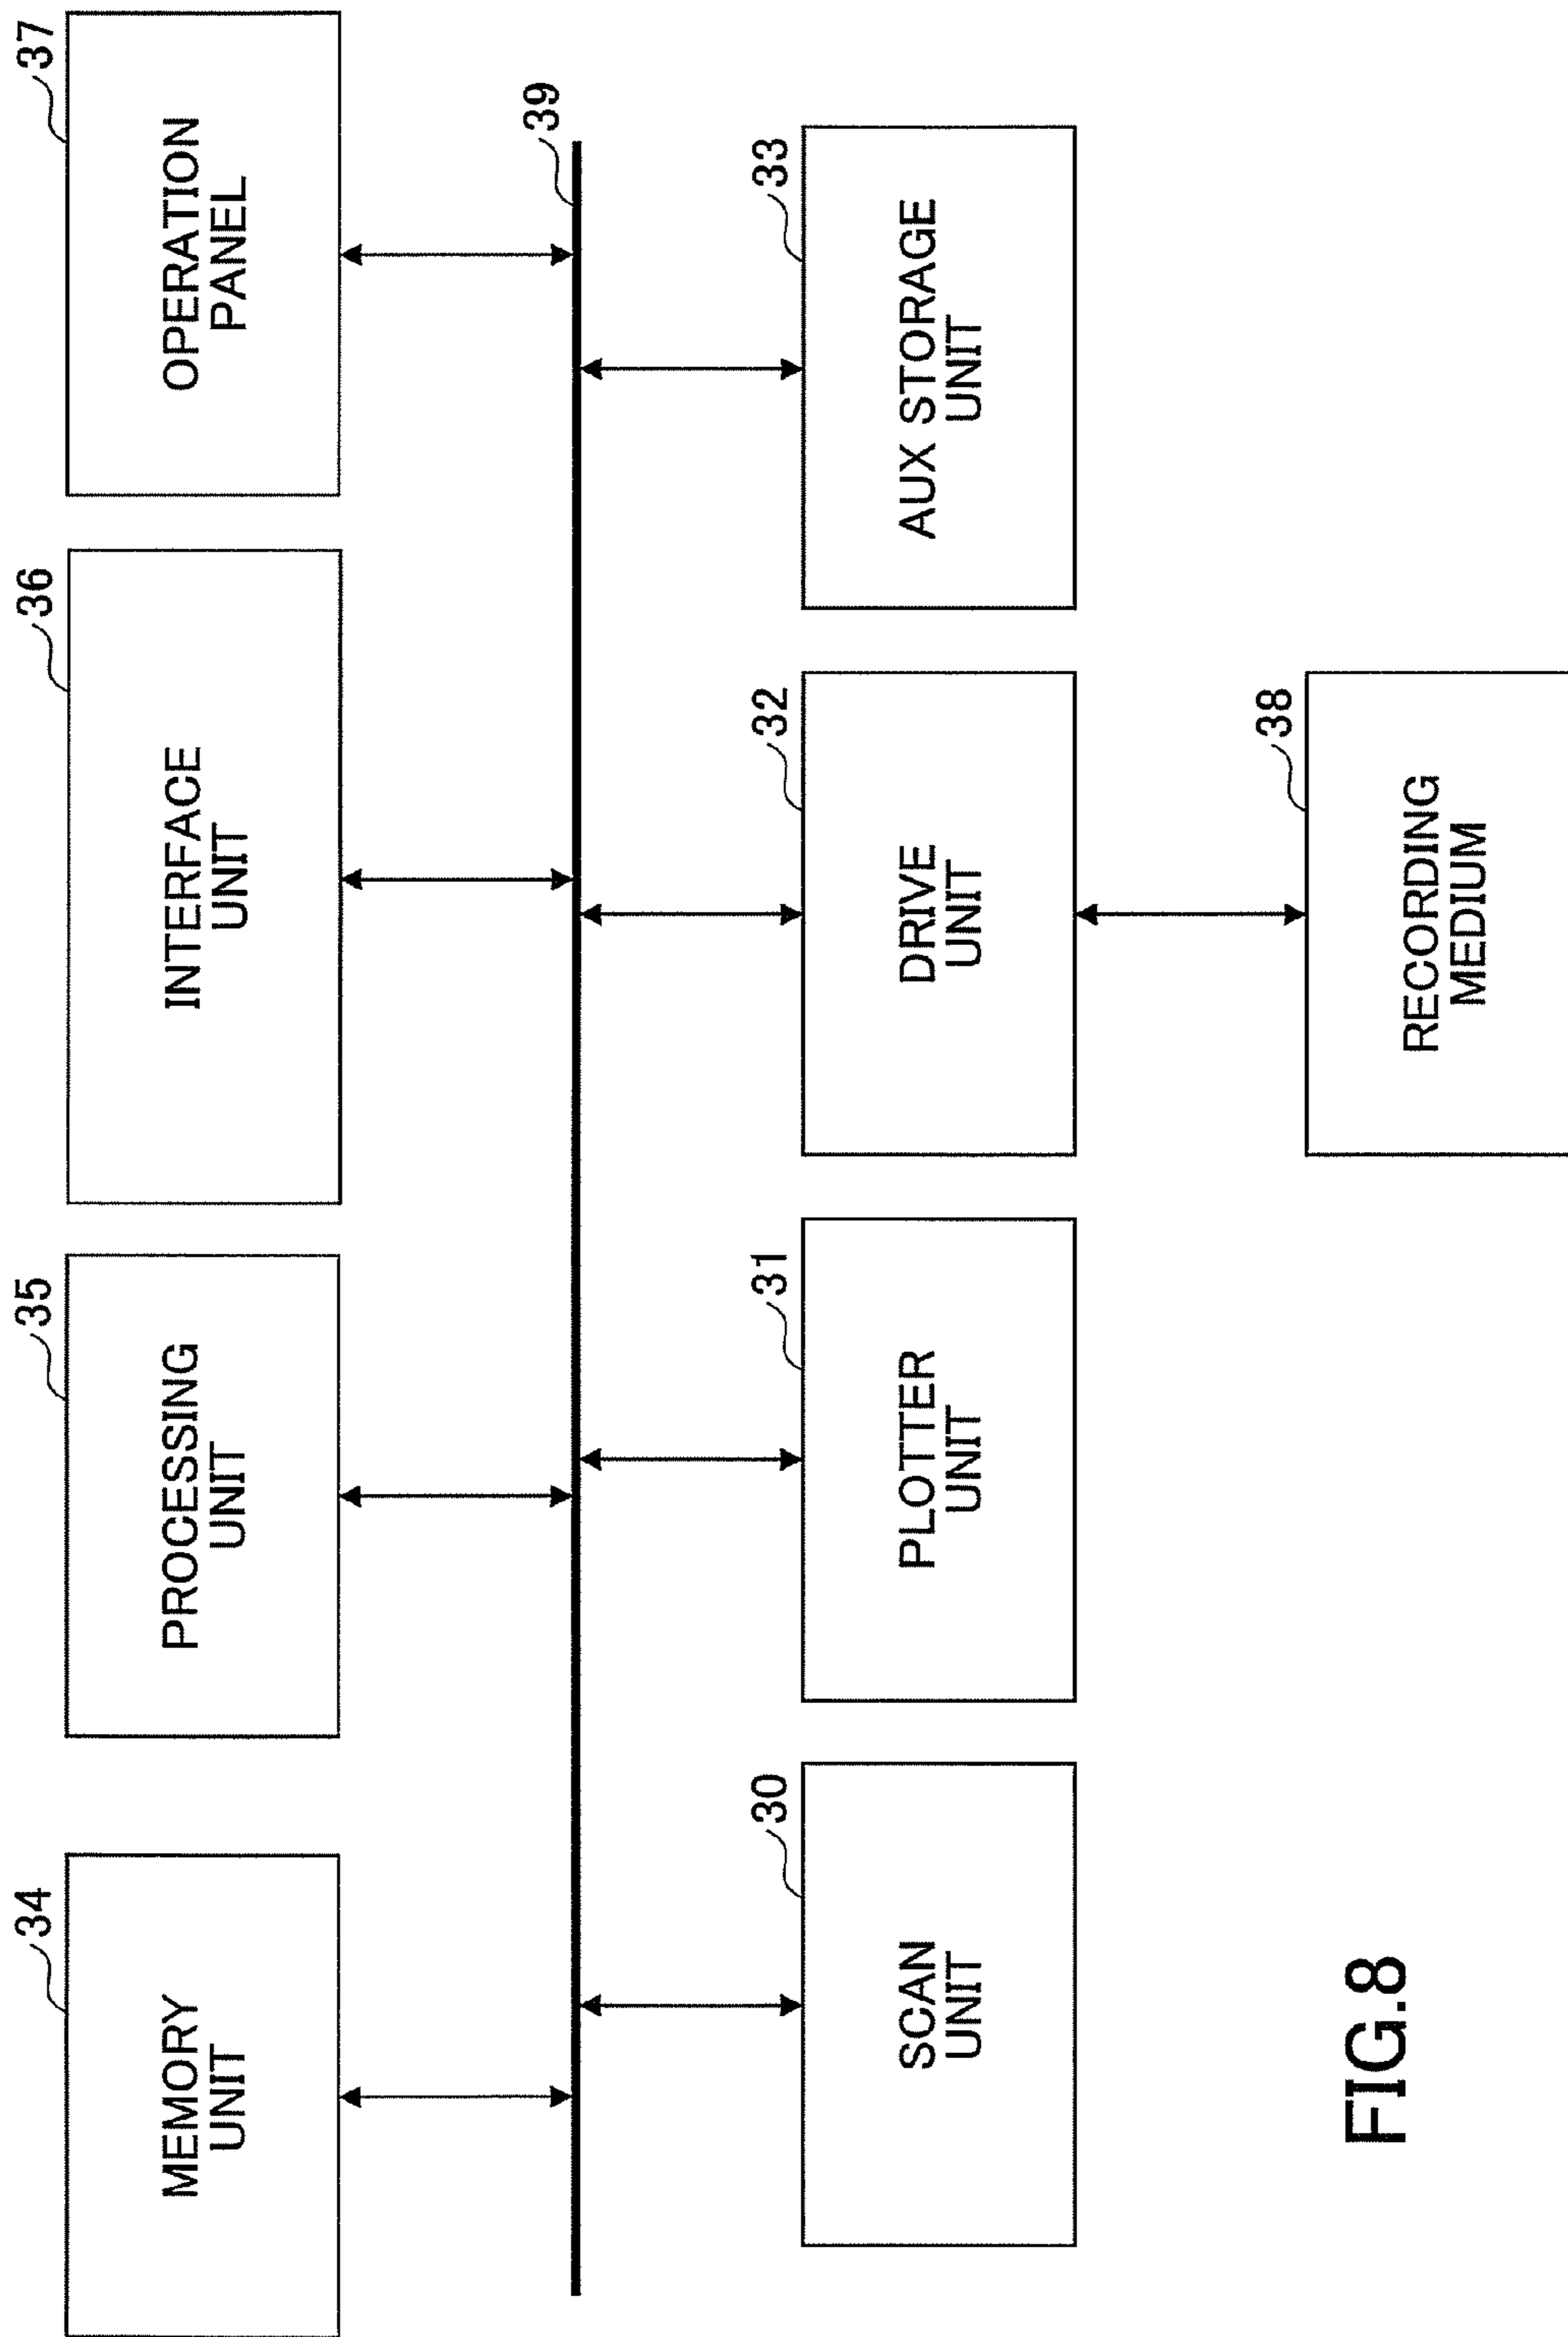 34
MEMORY
UNIT
35
PROCESSING
UNIT
36
INTERFACE
UNIT
37
OPERATION
PANEL
39
30
SCAN
UNIT
31
PLOTTER
UNIT
32
DRIVE
UNIT
33
AUX STORAGE
UNIT
38
RECORDING
MEDIUM
FIG.8